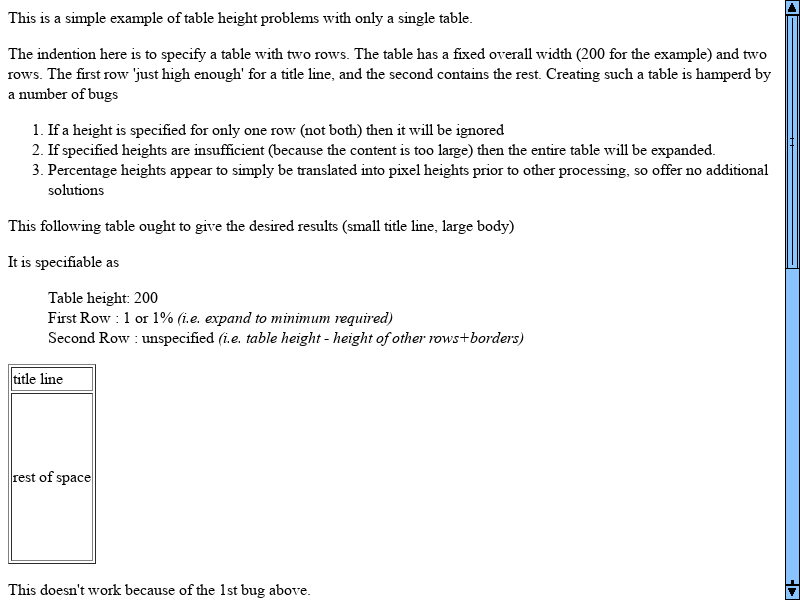 This is a simple example of table height problems with only a single table.
The indention here is to specify a table with two rows. The table has a fixed overall width (200 for the example) and two
rows. The first row 'just high enough' for a title line, and the second contains the rest. Creating such a table is hamperd by
a number of bugs
1. If a height is specified for only one row (not both) then it will be ignored
2. If specified heights are insufficient (because the content is too large) then the entire table will be expanded.
3. Percentage heights appear to simply be translated into pixel heights prior to other processing, so offer no additional
solutions
This following table ought to give the desired results (small title line, large body)
It is specifiable as
Table height: 200
First Row : 1 or 1% (i.e. expand to minimum required)
Second Row : unspecified (i.e. table height - height of other rows+borders)
title line
rest of space
This doesn't work because of the 1st bug above.